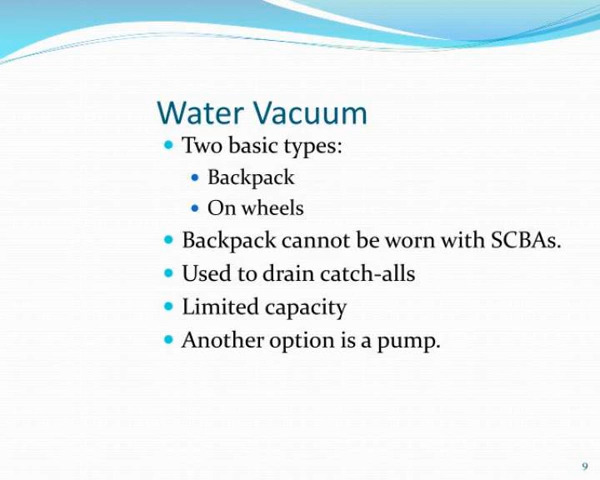 Water Vacuum
Two basic types:
Backpack
On wheels
Backpack cannot be worn with SCBAs.
Used to drain catch-alls
Limited capacity
Another option is a pump.
9